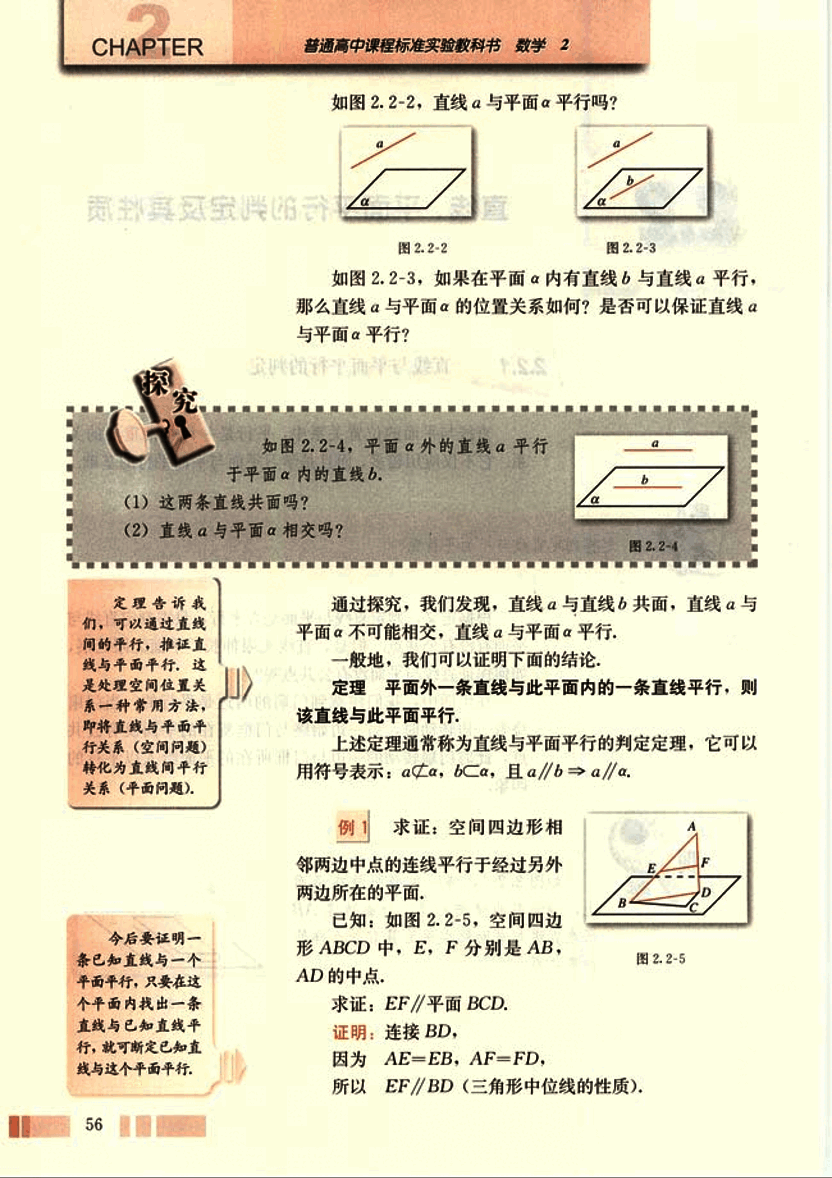 2
CHAPTER
普通高中课程标准实验教科书 数学 2
如图 2.2-2，直线 a 与平面 α 平行吗？
a
α
a
b
α
图 2.2-2
图 2.2-3
如图 2.2-3，如果在平面 α 内有直线 b 与直线 a 平行，
那么直线 a 与平面 α 的位置关系如何？是否可以保证直线 a
与平面 α 平行？
探究
如图 2.2-4，平面 α 外的直线 a 平行
于平面 α 内的直线 b.
（1）这两条直线共面吗？
（2）直线 a 与平面 α 相交吗？
a
b
α
图 2.2-4
定理告诉我
们，可以通过直线
间的平行，推证直
线与平面平行. 这
是处理空间位置关
系一种常用方法，
即将直线与平面平
行关系（空间问题）
转化为直线间平行
关系（平面问题）.
通过探究，我们发现，直线 a 与直线 b 共面，直线 a 与
平面 α 不可能相交，直线 a 与平面 α 平行.
一般地，我们可以证明下面的结论.
定理 平面外一条直线与此平面内的一条直线平行，则
该直线与此平面平行.
上述定理通常称为直线与平面平行的判定定理，它可以
用符号表示：a⊄α，b⊂α，且 a∥b⇒a∥α.
例 1 求证：空间四边形相
邻两边中点的连线平行于经过另外
两边所在的平面.
已知：如图 2.2-5，空间四边
形 ABCD 中，E，F 分别是 AB，
AD 的中点.
求证：EF∥平面 BCD.
证明：连接 BD，
因为 AE=EB，AF=FD，
所以 EF∥BD（三角形中位线的性质）.
A
E
F
B
D
C
图 2.2-5
今后要证明一
条已知直线与一个
平面平行，只要在这
个平面内找出一条
直线与已知直线平
行，就可断定已知直
线与这个平面平行.
56